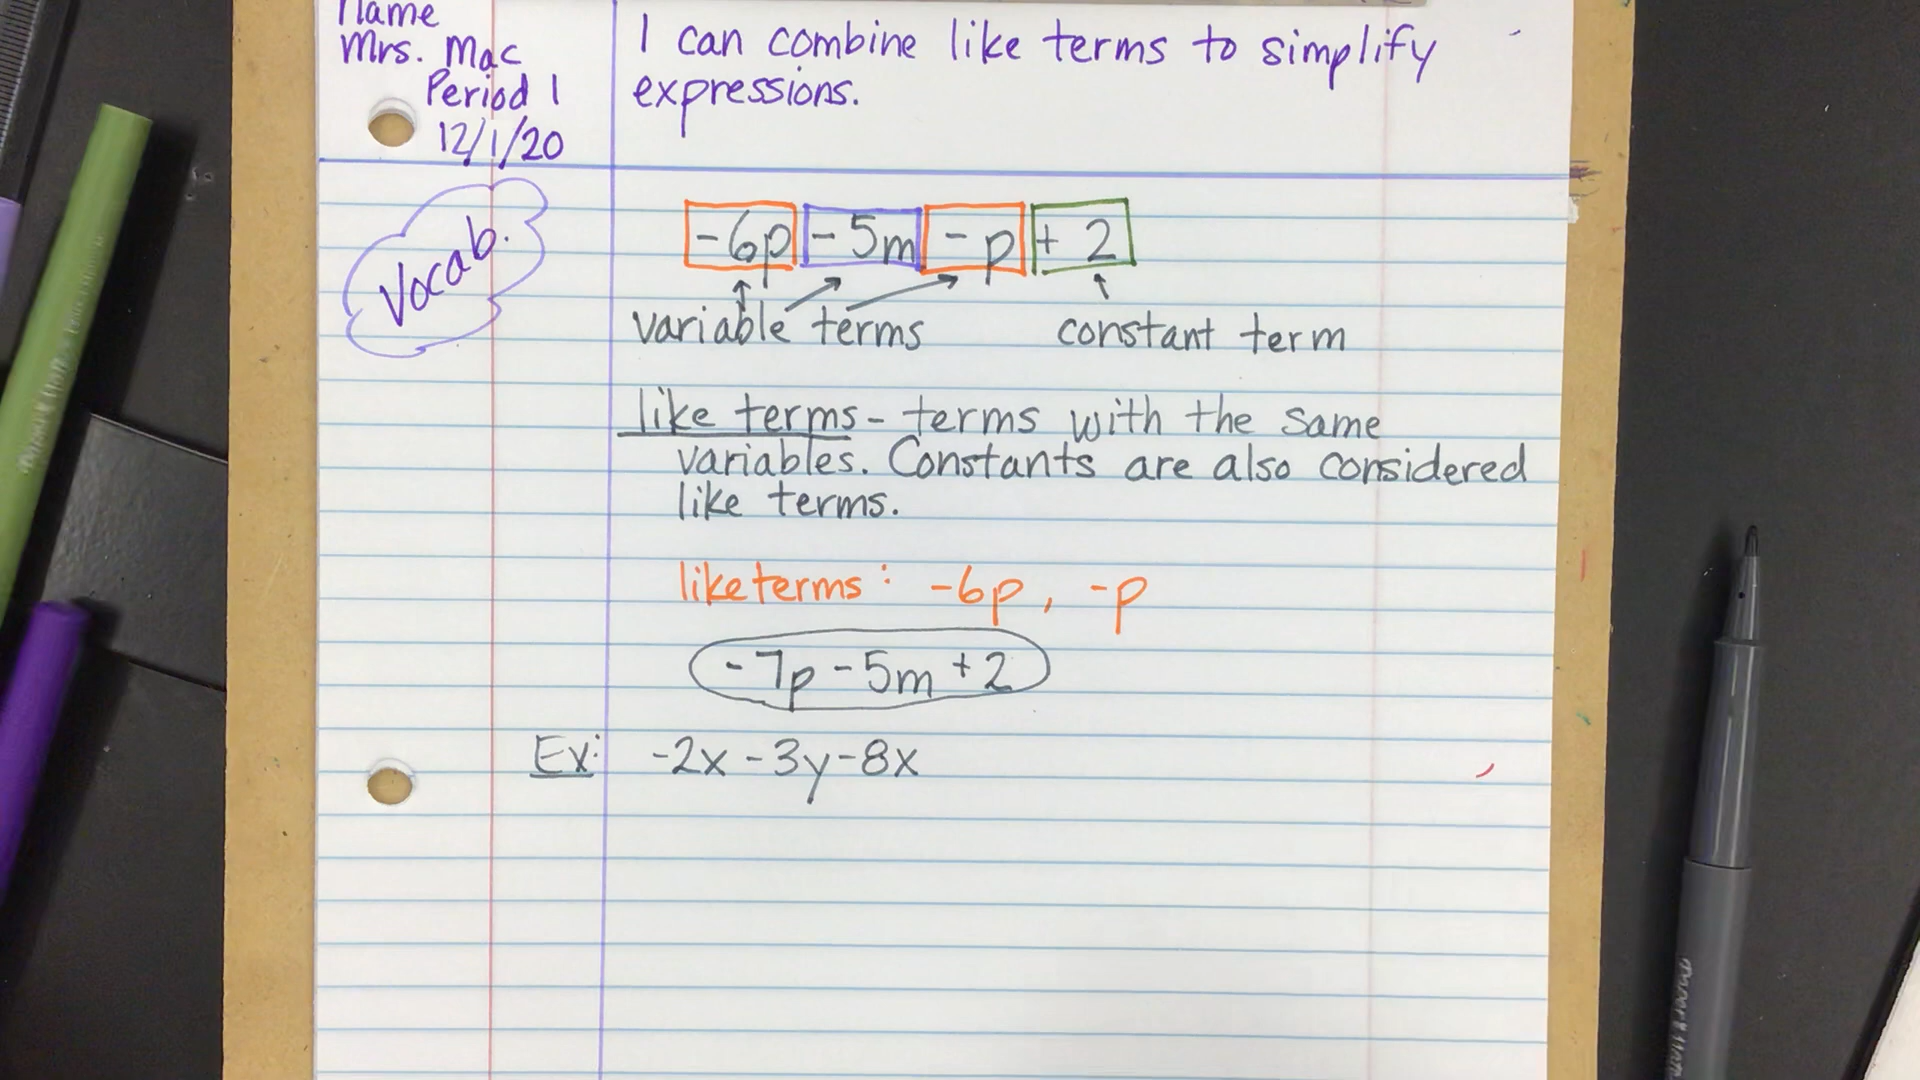 Name
Mrs. Mac
Period 1
12/1/20
I can combine like terms to simplify
expressions.
Vocab.
-6p - 5m - p + 2
variable terms constant term
like terms - terms with the same
variables. Constants are also considered
like terms.
like terms: -6p, -p
-7p - 5m + 2
Ex: -2x - 3y - 8x